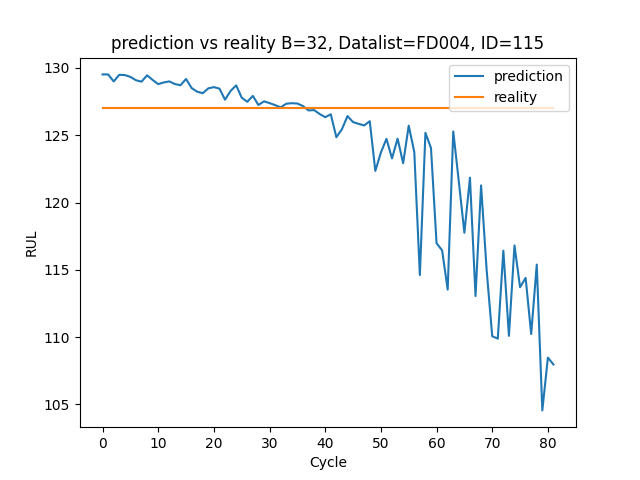 prediction vs reality B=32, Datalist=FD004, ID=115
prediction
reality
130
125
120
115
110
105
RUL
0 10 20 30 40 50 60 70 80
Cycle